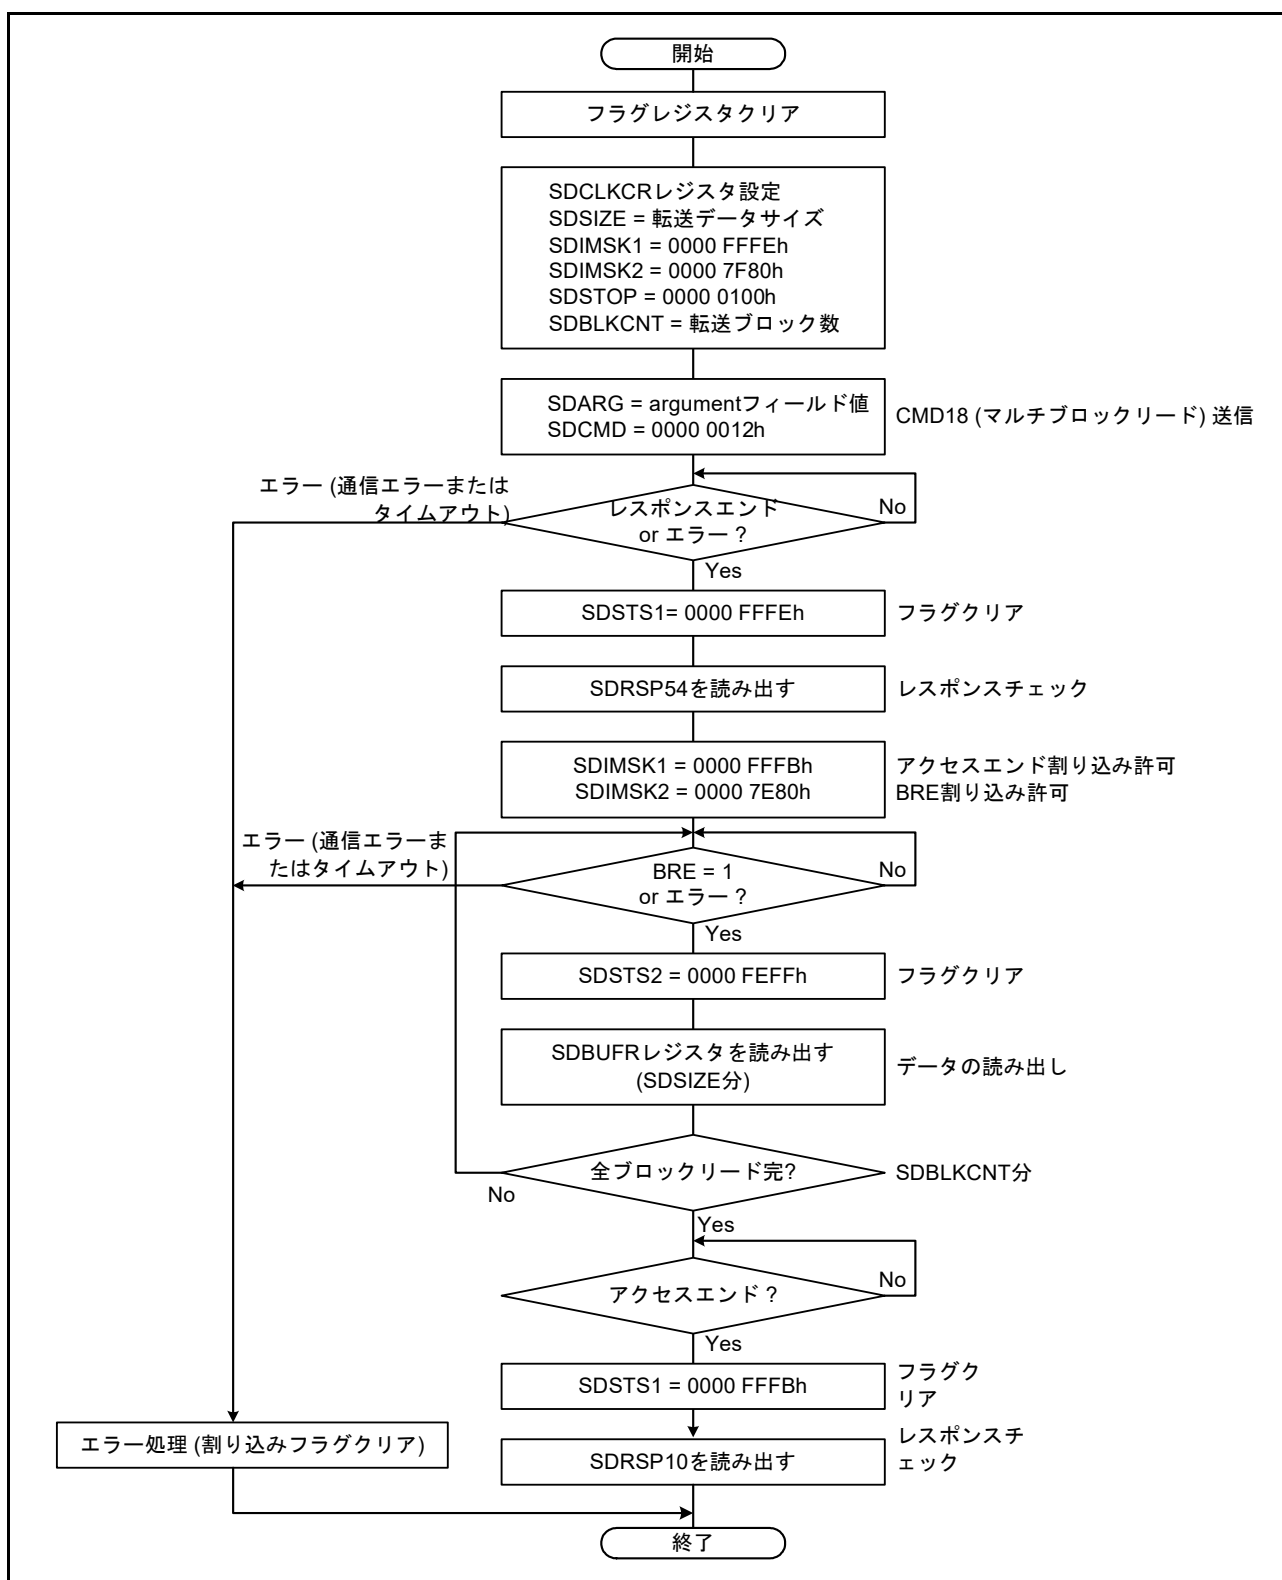 開始
フラグレジスタクリア
SDCLKCRレジスタ設定
SDSIZE = 転送データサイズ
SDIMSK1 = 0000 FFFEh
SDIMSK2 = 0000 7F80h
SDSTOP = 0000 0100h
SDBLKCNT = 転送ブロック数
SDARG = argumentフィールド値
SDCMD = 0000 0012h
CMD18 (マルチブロックリード) 送信
エラー (通信エラーまたは
タイムアウト)
レスポンスエンド
or エラー ?
No
Yes
SDSTS1= 0000 FFFEh
フラグクリア
SDRSP54を読み出す
レスポンスチェック
SDIMSK1 = 0000 FFFBh
SDIMSK2 = 0000 7E80h
アクセスエンド割り込み許可
BRE割り込み許可
エラー (通信エラーま
たはタイムアウト)
BRE = 1
or エラー ?
No
Yes
SDSTS2 = 0000 FEFFh
フラグクリア
SDBUFRレジスタを読み出す
(SDSIZE分)
データの読み出し
全ブロックリード完?
SDBLKCNT分
No
Yes
アクセスエンド ?
No
Yes
SDSTS1 = 0000 FFFBh
フラグク
リア
エラー処理 (割り込みフラグクリア)
SDRSP10を読み出す
レスポンスチ
ェック
終了